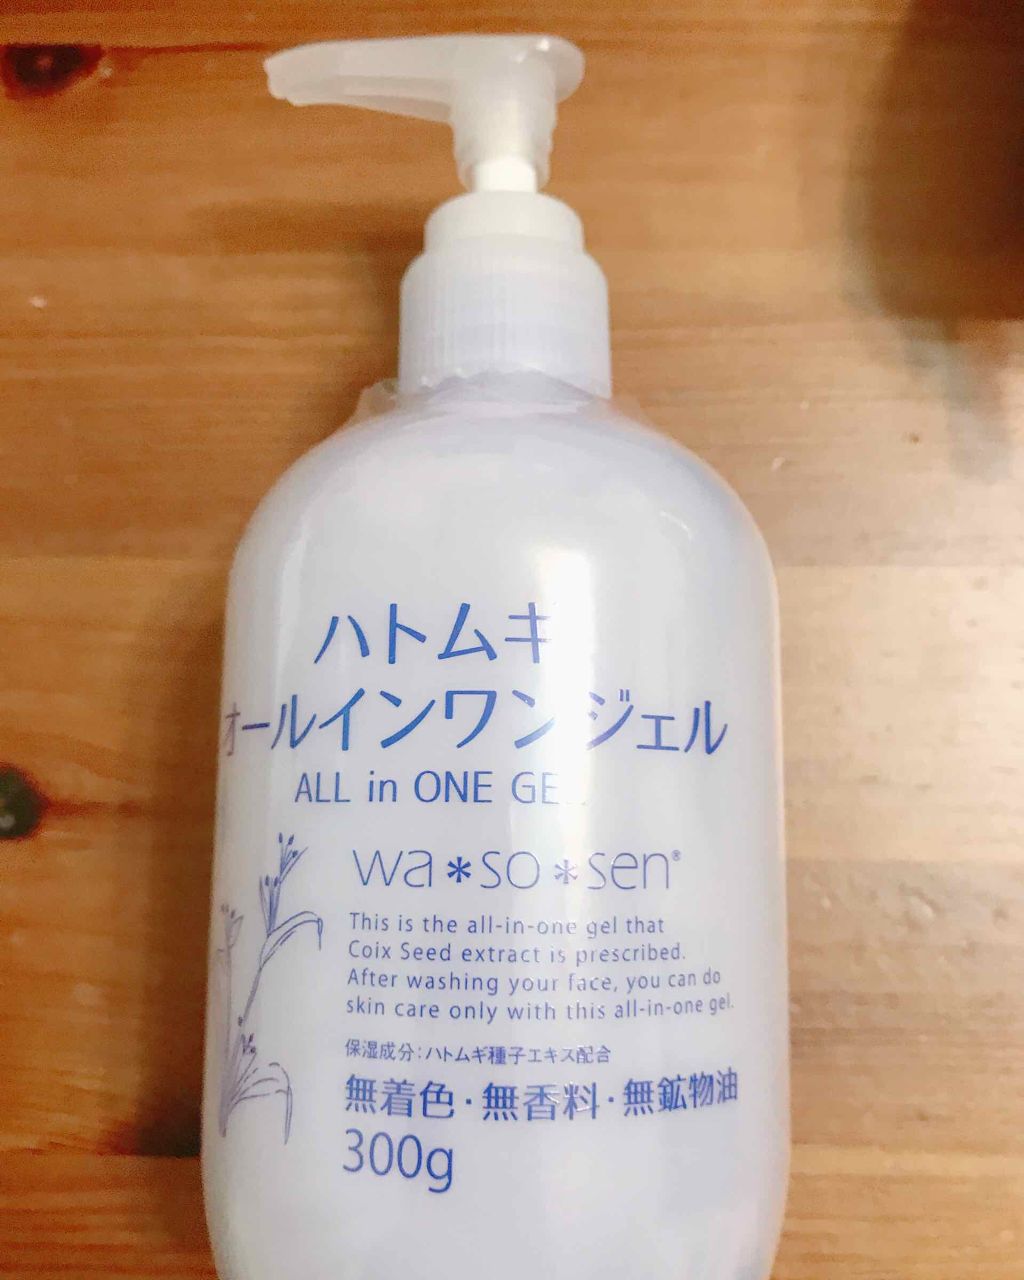 ハトムギ
オールインワンジェル
ALL in ONE GEL
wa*so*sen®
This is the all-in-one gel that
Coix Seed extract is prescribed.
After washing your face, you can do
skin care only with this all-in-one gel.
保湿成分:ハトムギ種子エキス配合
無着色・無香料・無鉱物油
300g